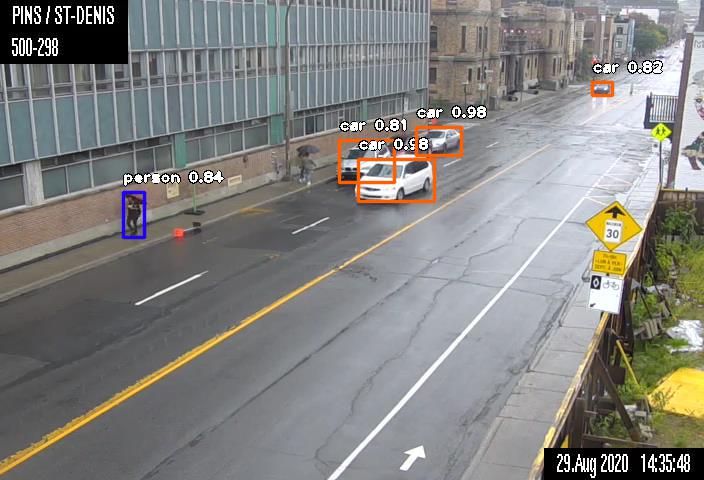 PINS / ST-DENIS
500-298
car 0.82
car 0.98
car 0.81
car 0.98
person 0.84
MAXIMUM
30
29.Aug 2020 14:35:48